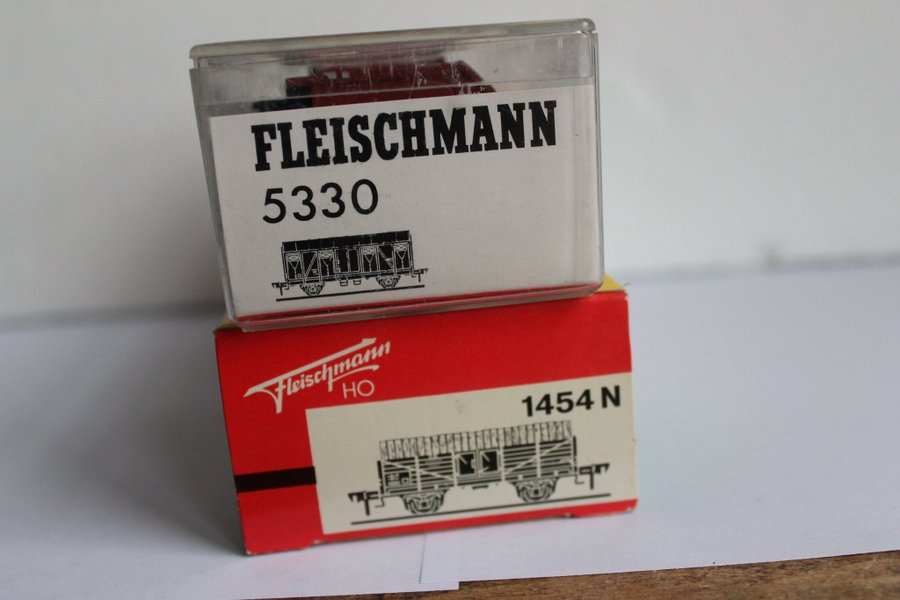 FLEISCHMANN
5330
Fleischmann
HO
1454 N